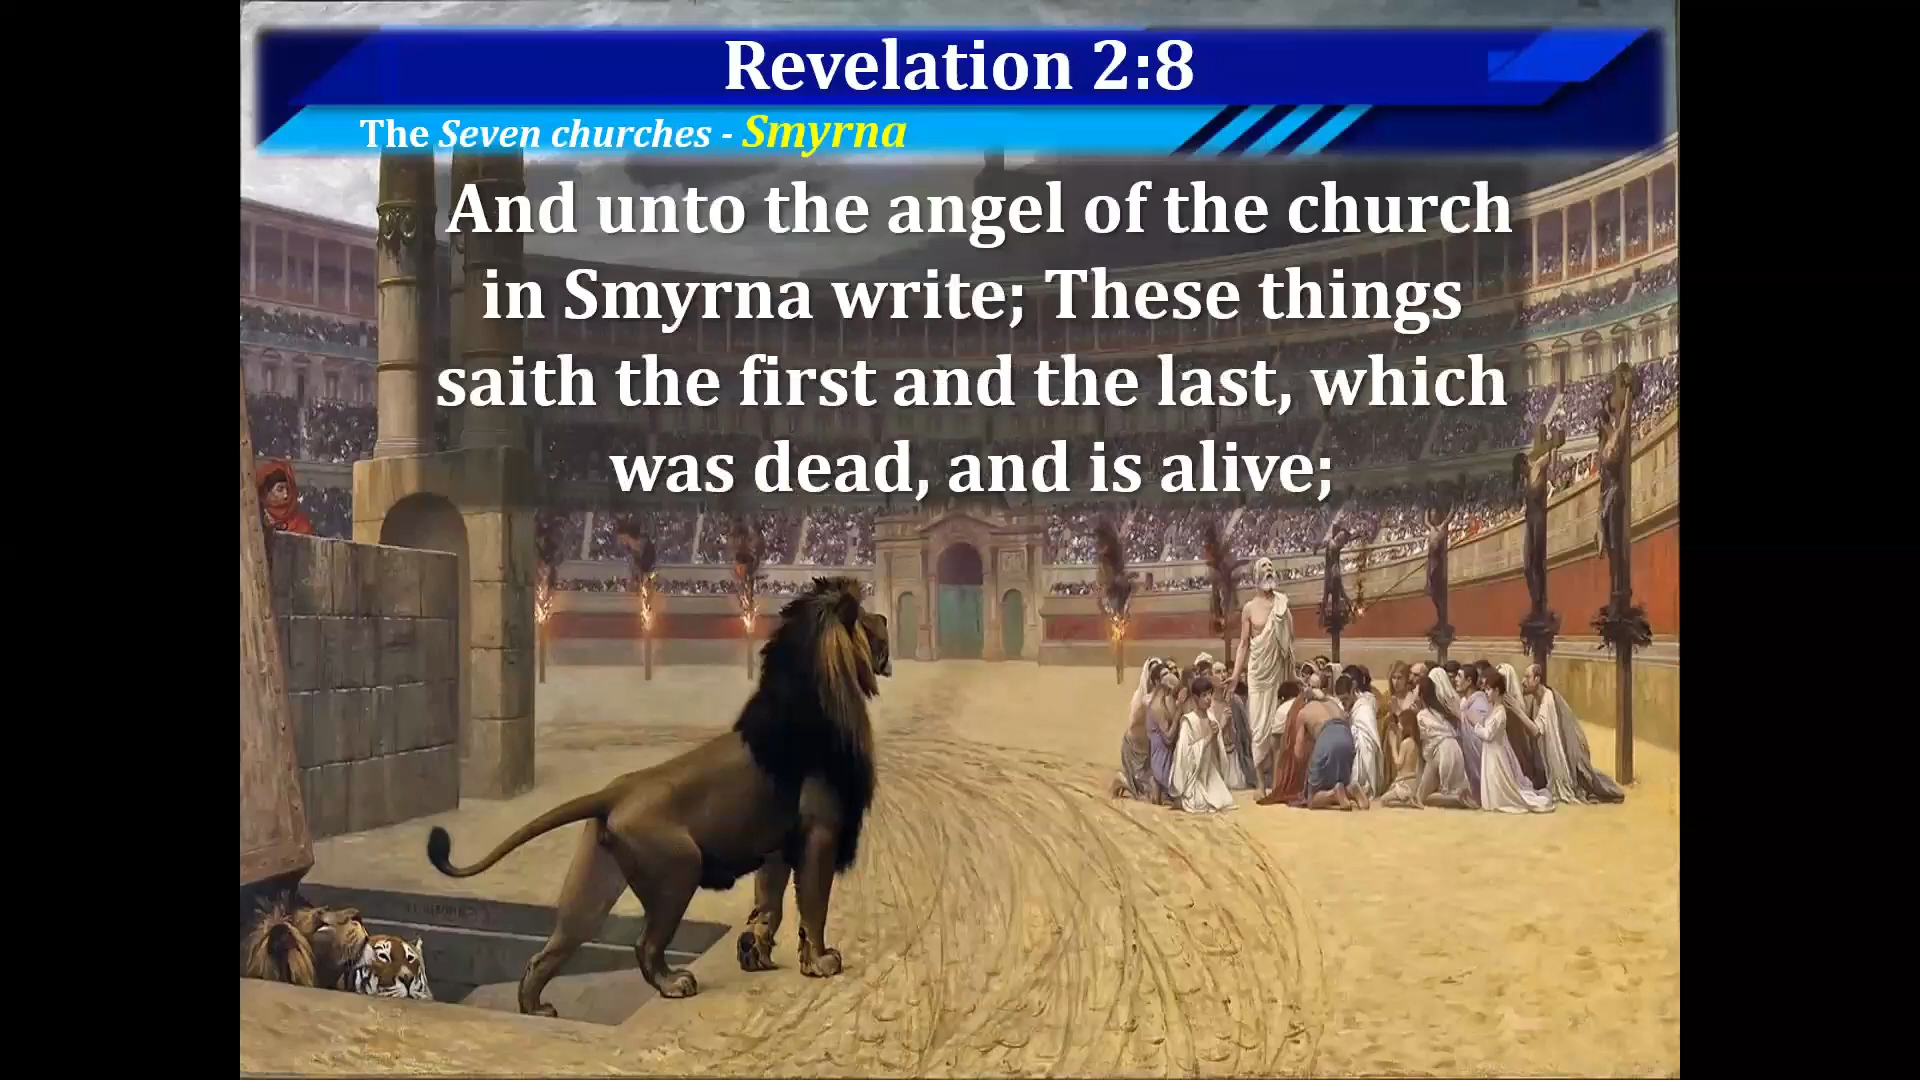 Revelation 2:8
The Seven churches - Smyrna
And unto the angel of the church
in Smyrna write; These things
saith the first and the last, which
was dead, and is alive;